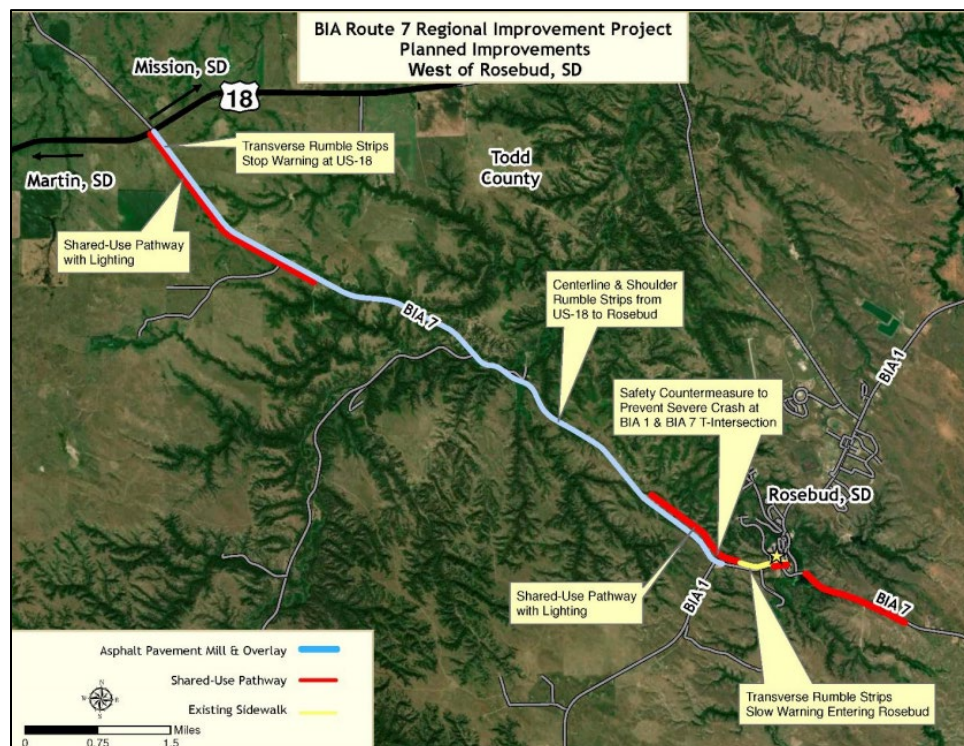 BIA Route 7 Regional Improvement Project
Planned Improvements
West of Rosebud, SD
Mission, SD
18
Transverse Rumble Strips
Stop Warning at US-18
Martin, SD
Todd
County
Shared-Use Pathway
with Lighting
Centerline & Shoulder
Rumble Strips from
US-18 to Rosebud
BIA 7
BIA 1
Safety Countermeasure to
Prevent Severe Crash at
BIA 1 & BIA 7 T-Intersection
Rosebud, SD
Shared-Use Pathway
with Lighting
BIA 1
BIA 7
Transverse Rumble Strips
Slow Warning Entering Rosebud
Asphalt Pavement Mill & Overlay
Shared-Use Pathway
Existing Sidewalk
N
W
E
S
Miles
0 0.75 1.5